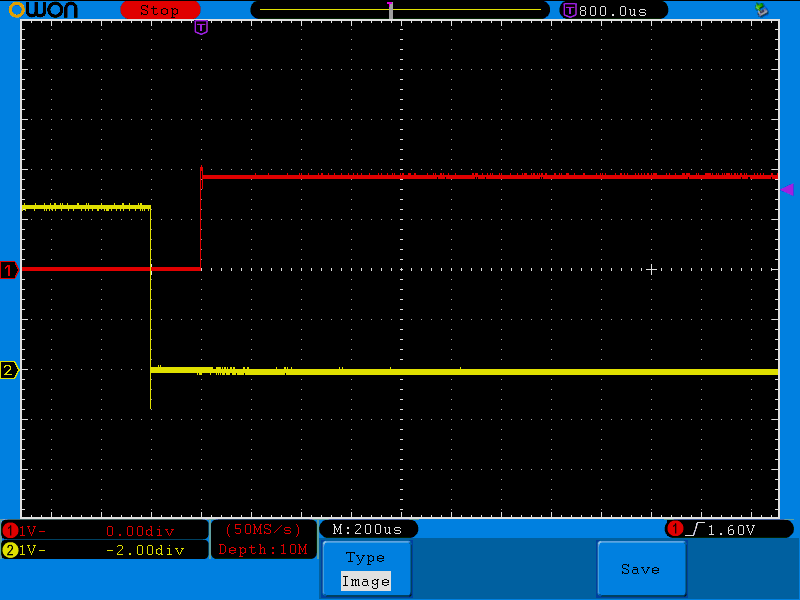 OWON Stop T 800.0us
T
1
2
1 1V- 0.00div (50MS/s) M:200us 1 1.60V
2 1V- -2.00div Depth:10M
Type
Image
Save